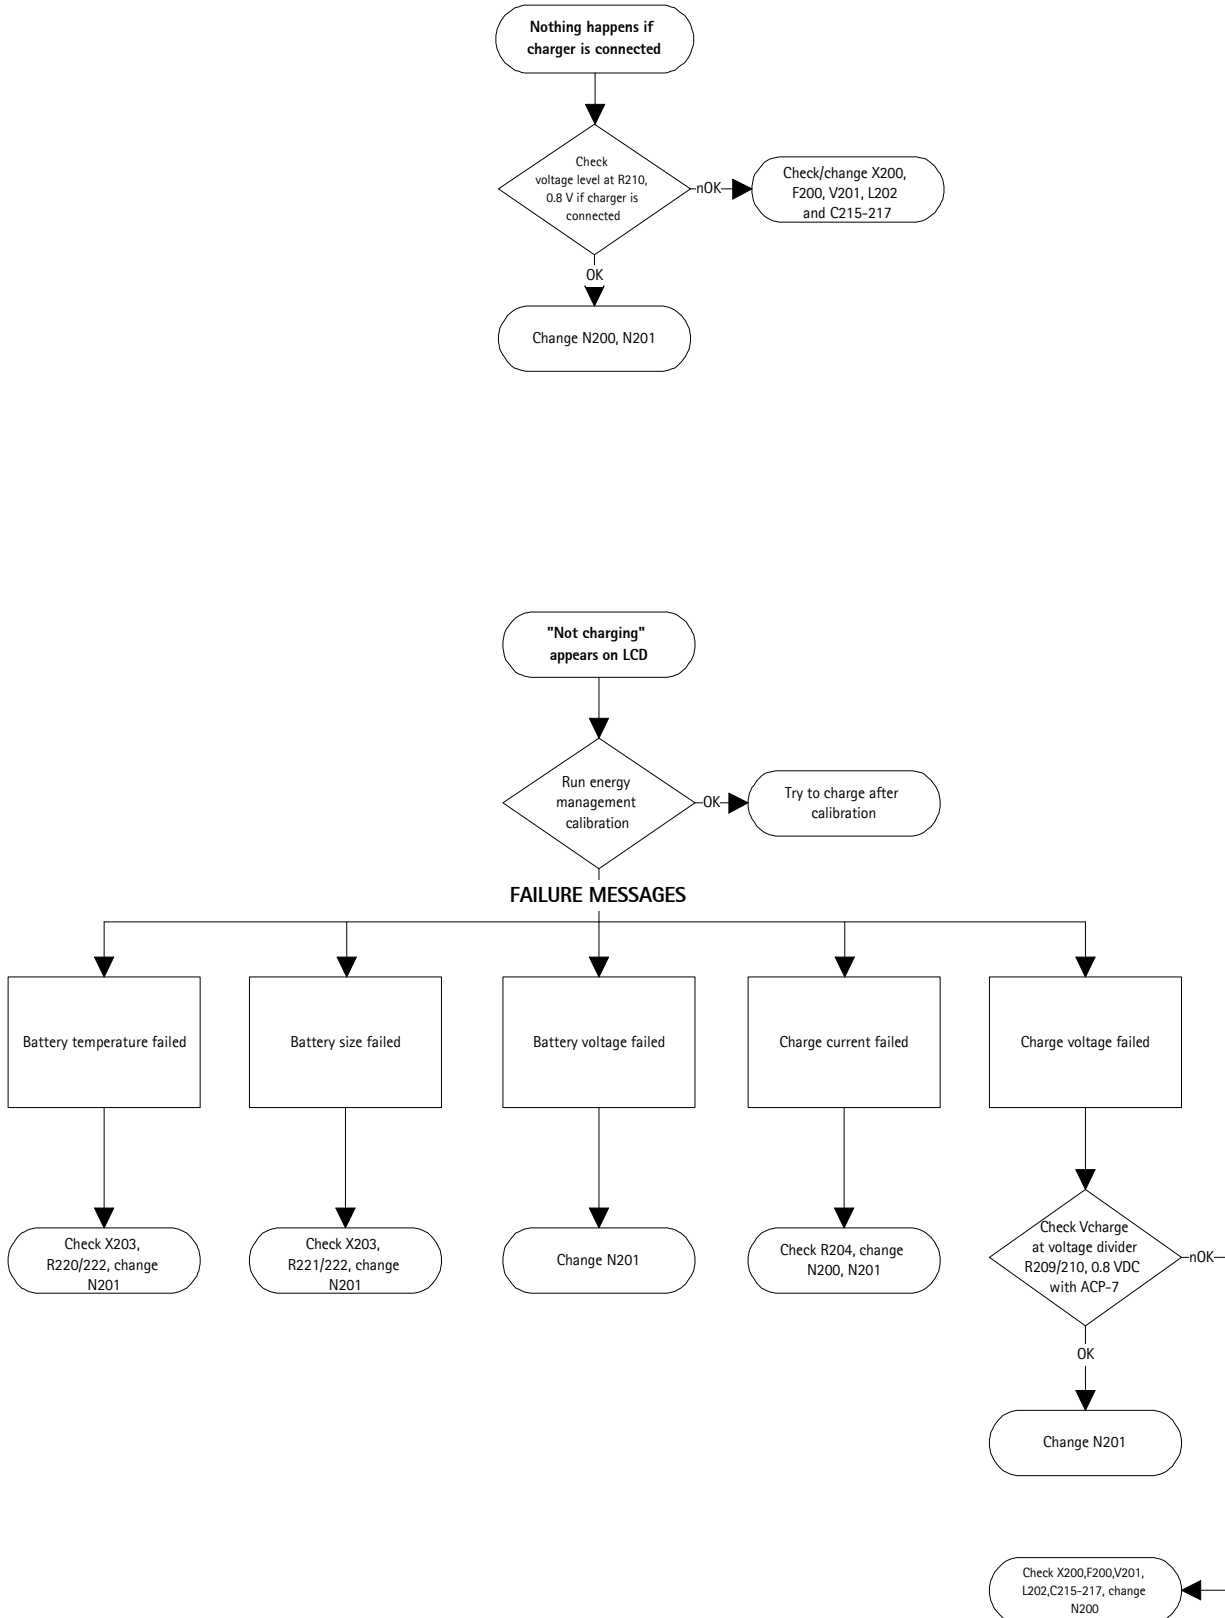 Nothing happens if
charger is connected
Check
voltage level at R210,
0.8 V if charger is
connected
nOK
Check/change X200,
F200, V201, L202
and C215-217
OK
Change N200, N201
"Not charging"
appears on LCD
Run energy
management
calibration
OK
Try to charge after
calibration
FAILURE MESSAGES
Battery temperature failed
Battery size failed
Battery voltage failed
Charge current failed
Charge voltage failed
Check X203,
R220/222, change
N201
Check X203,
R221/222, change
N201
Change N201
Check R204, change
N200, N201
Check Vcharge
at voltage divider
R209/210, 0.8 VDC
with ACP-7
nOK
OK
Change N201
Check X200,F200,V201,
L202,C215-217, change
N200